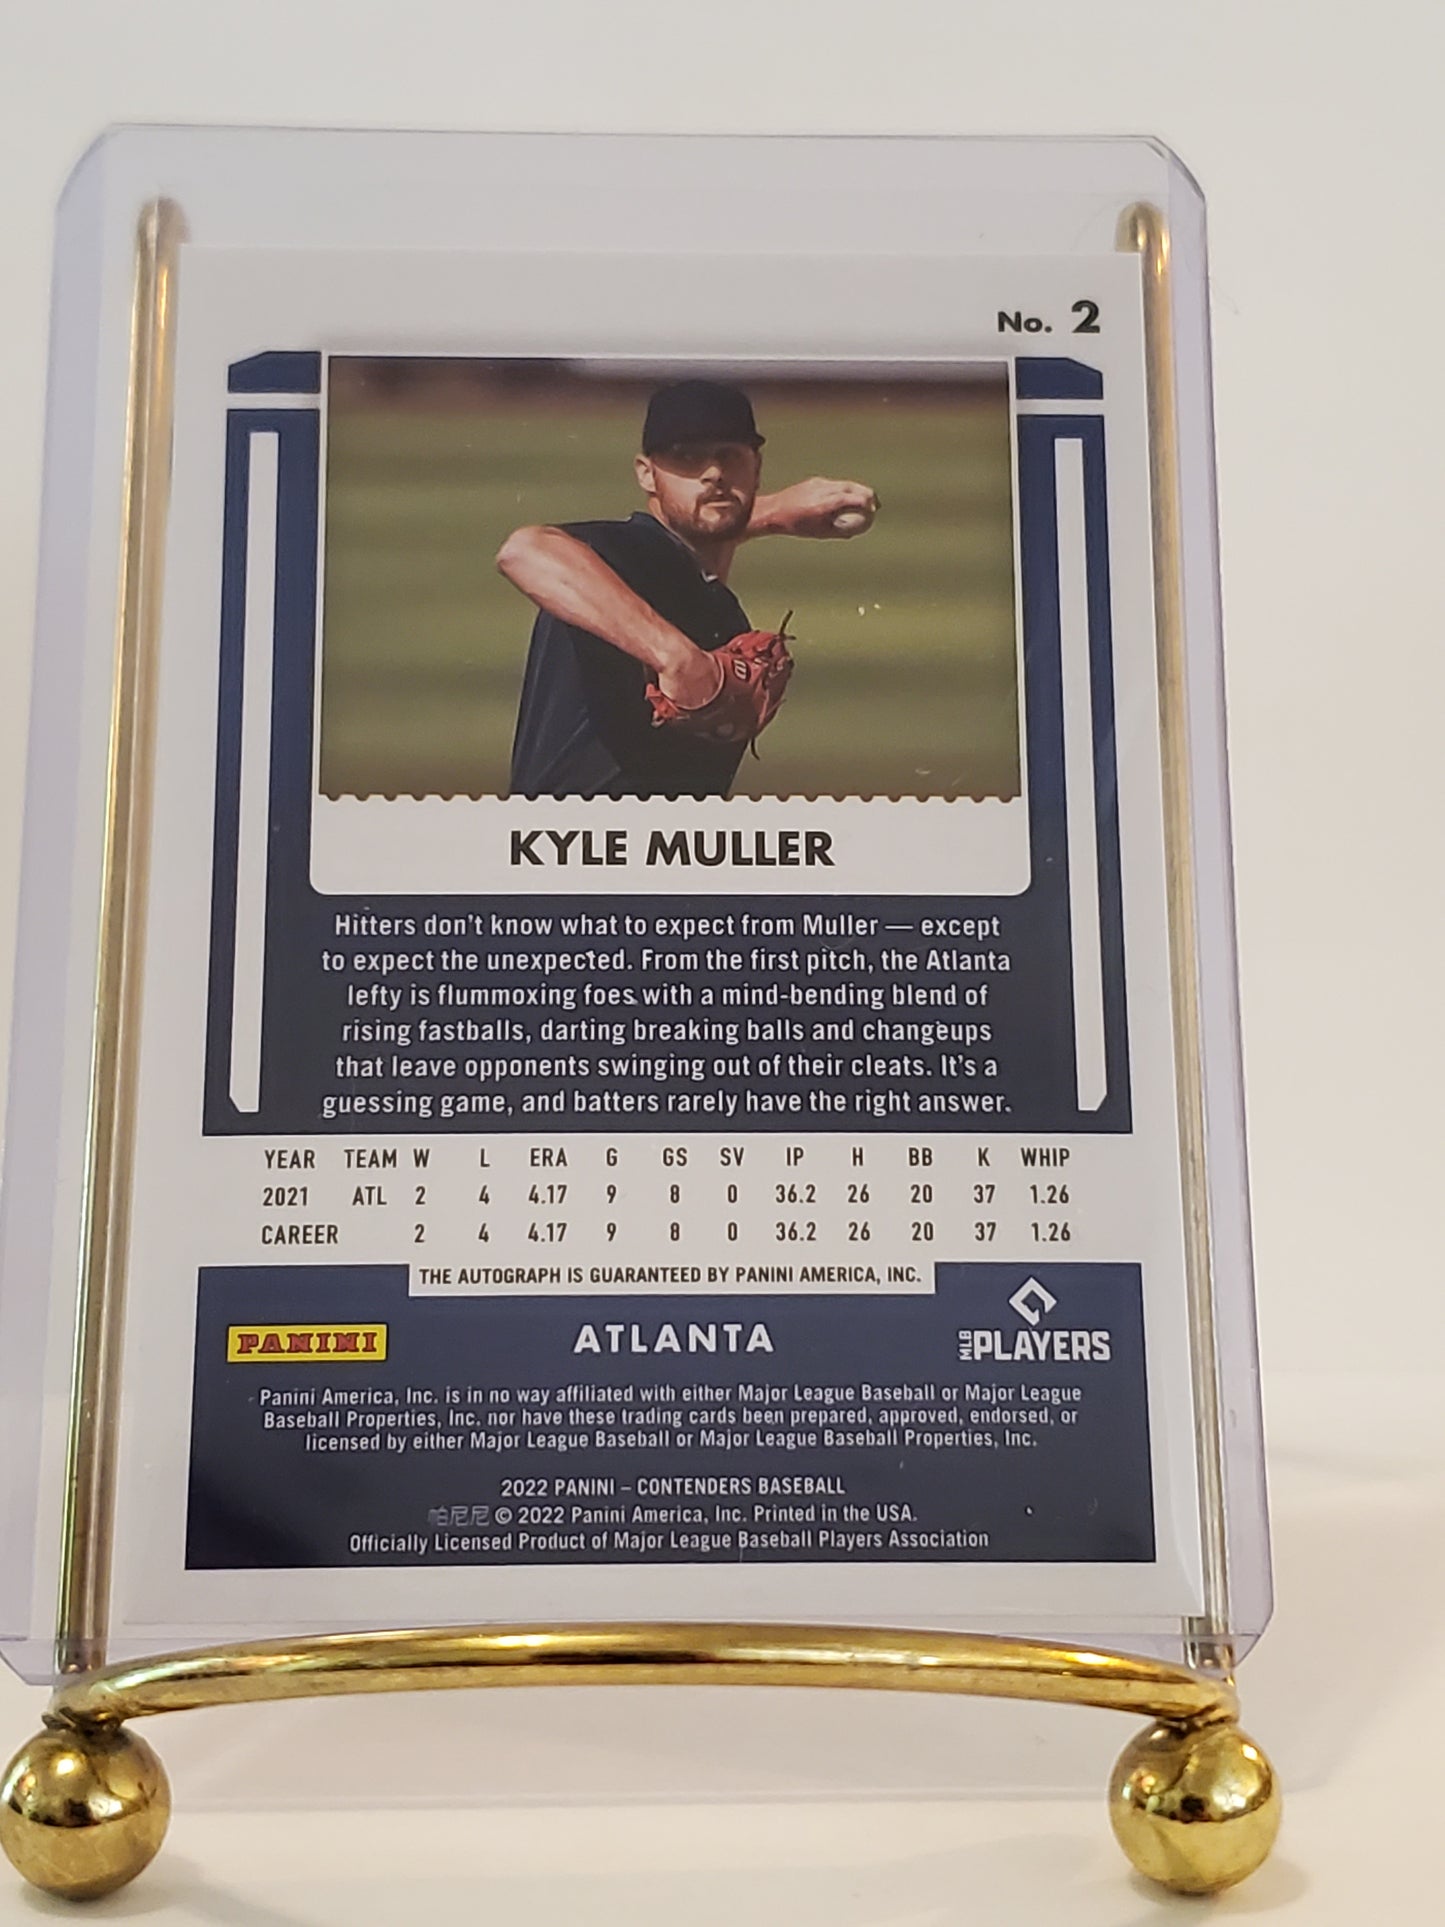 No. 2
KYLE MULLER
Hitters don't know what to expect from Muller — except
to expect the unexpected. From the first pitch, the Atlanta
lefty is flummoxing foes with a mind-bending blend of
rising fastballs, darting breaking balls and changeups
that leave opponents swinging out of their cleats. It's a
guessing game, and batters rarely have the right answer.
YEAR TEAM W L ERA G GS SV IP H BB K WHIP
2021 ATL 2 4 4.17 9 8 0 36.2 26 20 37 1.26
CAREER 2 4 4.17 9 8 0 36.2 26 20 37 1.26
THE AUTOGRAPH IS GUARANTEED BY PANINI AMERICA, INC.
PANINI
ATLANTA
MLB PLAYERS
Panini America, Inc. is in no way affiliated with either Major League Baseball or Major League
Baseball Properties, Inc. nor have these trading cards been prepared, approved, endorsed, or
licensed by either Major League Baseball or Major League Baseball Properties, Inc.
2022 PANINI – CONTENDERS BASEBALL
帕尼尼 © 2022 Panini America, Inc. Printed in the USA.
Officially Licensed Product of Major League Baseball Players Association